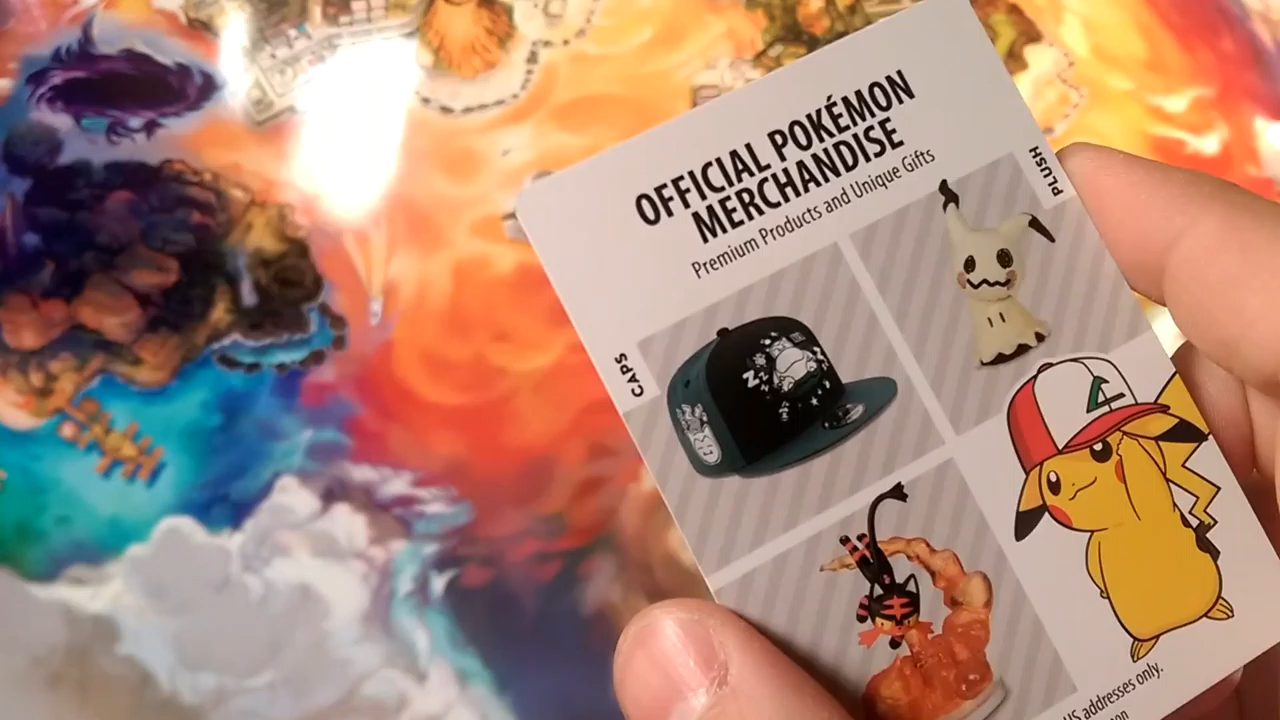 OFFICIAL POKÉMON
MERCHANDISE
Premium Products and Unique Gifts
PLUSH
CAPS
US addresses only.